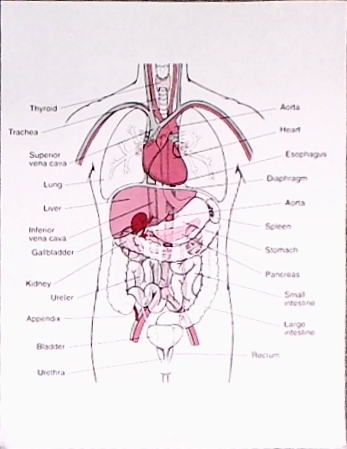 Thyroid
Trachea
Superior
vena cava
Lung
Liver
Inferior
vena cava
Gallbladder
Kidney
Ureter
Appendix
Bladder
Urethra
Aorta
Heart
Esophagus
Diaphragm
Aorta
Spleen
Stomach
Pancreas
Small
intestine
Large
intestine
Rectum